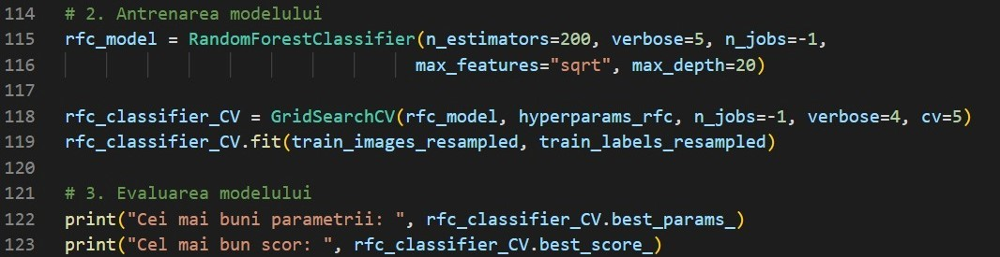 114 # 2. Antrenarea modelului
115 rfc_model = RandomForestClassifier(n_estimators=200, verbose=5, n_jobs=-1,
116 max_features="sqrt", max_depth=20)
117
118 rfc_classifier_CV = GridSearchCV(rfc_model, hyperparams_rfc, n_jobs=-1, verbose=4, cv=5)
119 rfc_classifier_CV.fit(train_images_resampled, train_labels_resampled)
120
121 # 3. Evaluarea modelului
122 print("Cei mai buni parametrii: ", rfc_classifier_CV.best_params_)
123 print("Cel mai bun scor: ", rfc_classifier_CV.best_score_)